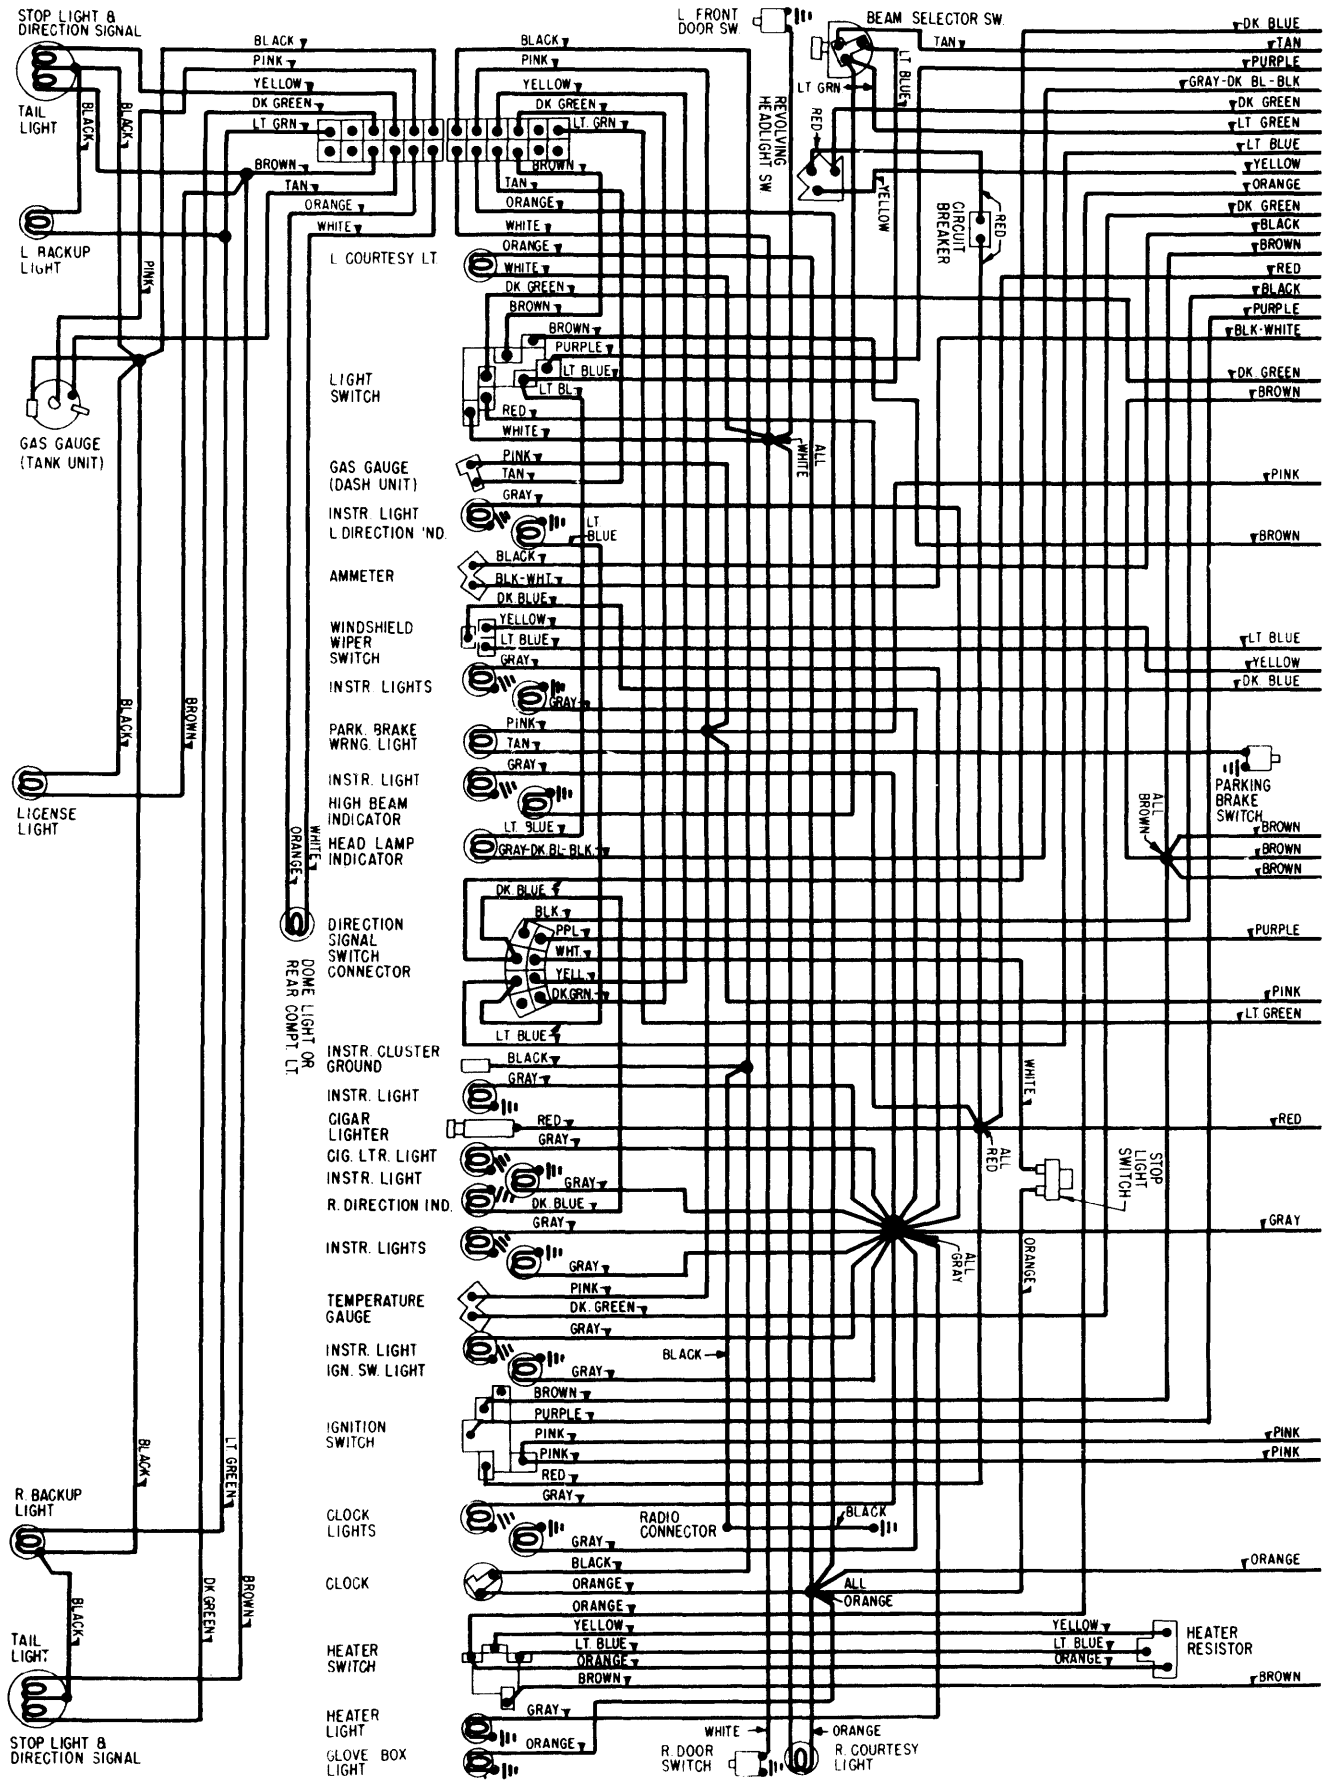 STOP LIGHT &
DIRECTION SIGNAL
TAIL
LIGHT
BLACK
BLACK
L BACKUP
LIGHT
PINK
GAS GAUGE
(TANK UNIT)
BLACK
BROWN
LICENSE
LIGHT
WHITE
ORANGE
DOME LIGHT OR
REAR COMPT. LT.
BLACK
LT. GREEN
R. BACKUP
LIGHT
BLACK
DK GREEN
BROWN
TAIL
LIGHT
STOP LIGHT &
DIRECTION SIGNAL
BLACK
PINK
YELLOW
DK GREEN
LT GRN
BROWN
TAN
ORANGE
WHITE
BLACK
PINK
YELLOW
DK GREEN
LT. GRN
BROWN
TAN
ORANGE
WHITE
L COURTESY LT.
ORANGE
WHITE
DK GREEN
BROWN
LIGHT
SWITCH
BROWN
PURPLE
LT BLUE
LT BL
RED
WHITE
GAS GAUGE
(DASH UNIT)
PINK
TAN
INSTR. LIGHT
L DIRECTION 'ND.
GRAY
LT
BLUE
AMMETER
BLACK
BLK-WHT.
WINDSHIELD
WIPER
SWITCH
DK.BLUE
YELLOW
LT BLUE
INSTR. LIGHTS
GRAY
GRAY
PARK. BRAKE
WRNG. LIGHT
PINK
TAN
INSTR. LIGHT
HIGH BEAM
INDICATOR
GRAY
HEAD LAMP
INDICATOR
LT. BLUE
GRAY-DK.BL-BLK.
DIRECTION
SIGNAL
SWITCH
CONNECTOR
DK.BLUE
BLK.
PPL
WHT.
YELL.
DK.GRN.
LT BLUE
INSTR. CLUSTER
GROUND
BLACK
INSTR. LIGHT
GRAY
CIGAR
LIGHTER
RED
CIG. LTR. LIGHT
GRAY
INSTR. LIGHT
GRAY
R. DIRECTION IND.
DK.BLUE
INSTR. LIGHTS
GRAY
GRAY
TEMPERATURE
GAUGE
PINK
DK. GREEN
INSTR. LIGHT
IGN. SW. LIGHT
GRAY
GRAY
BLACK
IGNITION
SWITCH
BROWN
PURPLE
PINK
PINK
RED
CLOCK
LIGHTS
GRAY
GRAY
RADIO
CONNECTOR
BLACK
CLOCK
BLACK
ORANGE
ALL
ORANGE
HEATER
SWITCH
ORANGE
YELLOW
LT. BLUE
ORANGE
BROWN
YELLOW
LT BLUE
ORANGE
HEATER
RESISTOR
HEATER
LIGHT
GRAY
GLOVE BOX
LIGHT
ORANGE
WHITE
R. DOOR
SWITCH
ORANGE
R. COURTESY
LIGHT
L FRONT
DOOR SW.
REVOLVING
HEADLIGHT SW
BEAM SELECTOR SW.
TAN
LT BLUE
LT GRN
RED
YELLOW
RED
CIRCUIT
BREAKER
ALL
WHITE
ALL
BROWN
PARKING
BRAKE
SWITCH
WHITE
ALL
RED
STOP
LIGHT
SWITCH
ORANGE
ALL
GRAY
DK BLUE
TAN
PURPLE
GRAY-DK BL-BLK
DK GREEN
LT GREEN
LT BLUE
YELLOW
ORANGE
DK GREEN
BLACK
BROWN
RED
BLACK
PURPLE
BLK-WHITE
DK. GREEN
BROWN
PINK
BROWN
LT BLUE
YELLOW
DK. BLUE
BROWN
BROWN
BROWN
PURPLE
PINK
LT GREEN
RED
GRAY
PINK
PINK
ORANGE
BROWN